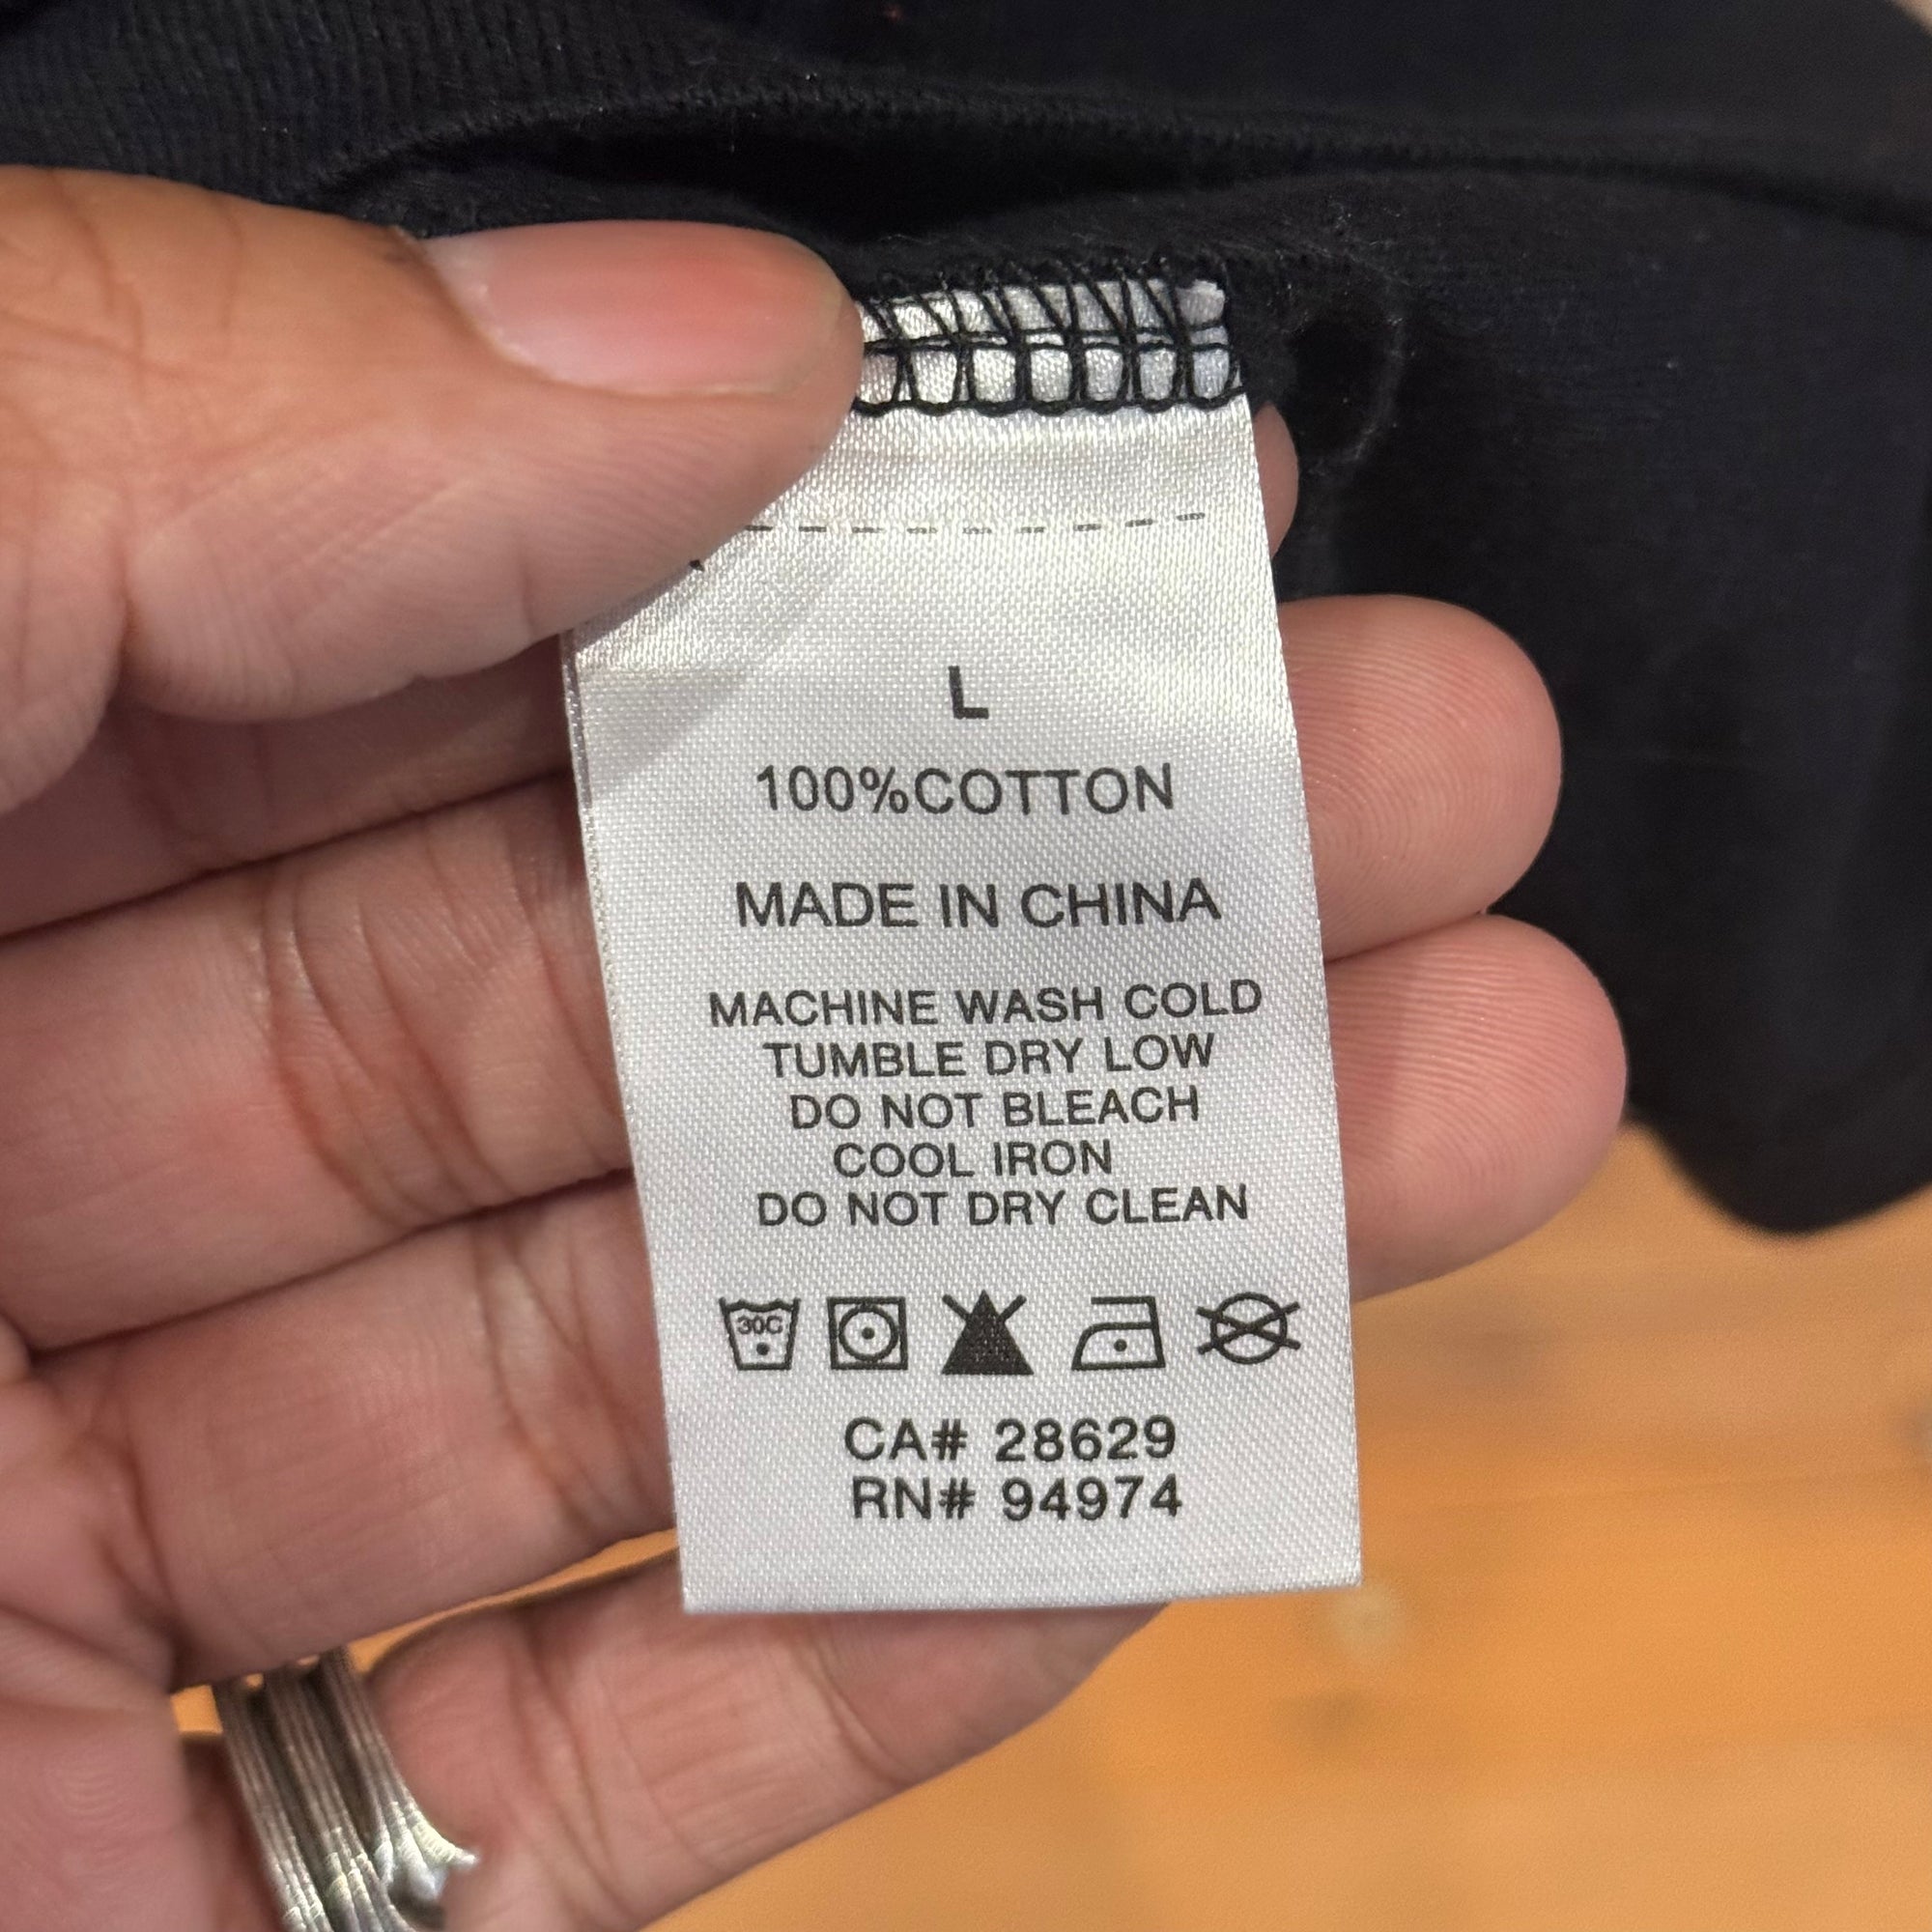 L
100%COTTON
MADE IN CHINA
MACHINE WASH COLD
TUMBLE DRY LOW
DO NOT BLEACH
COOL IRON
DO NOT DRY CLEAN
30C
CA# 28629
RN# 94974